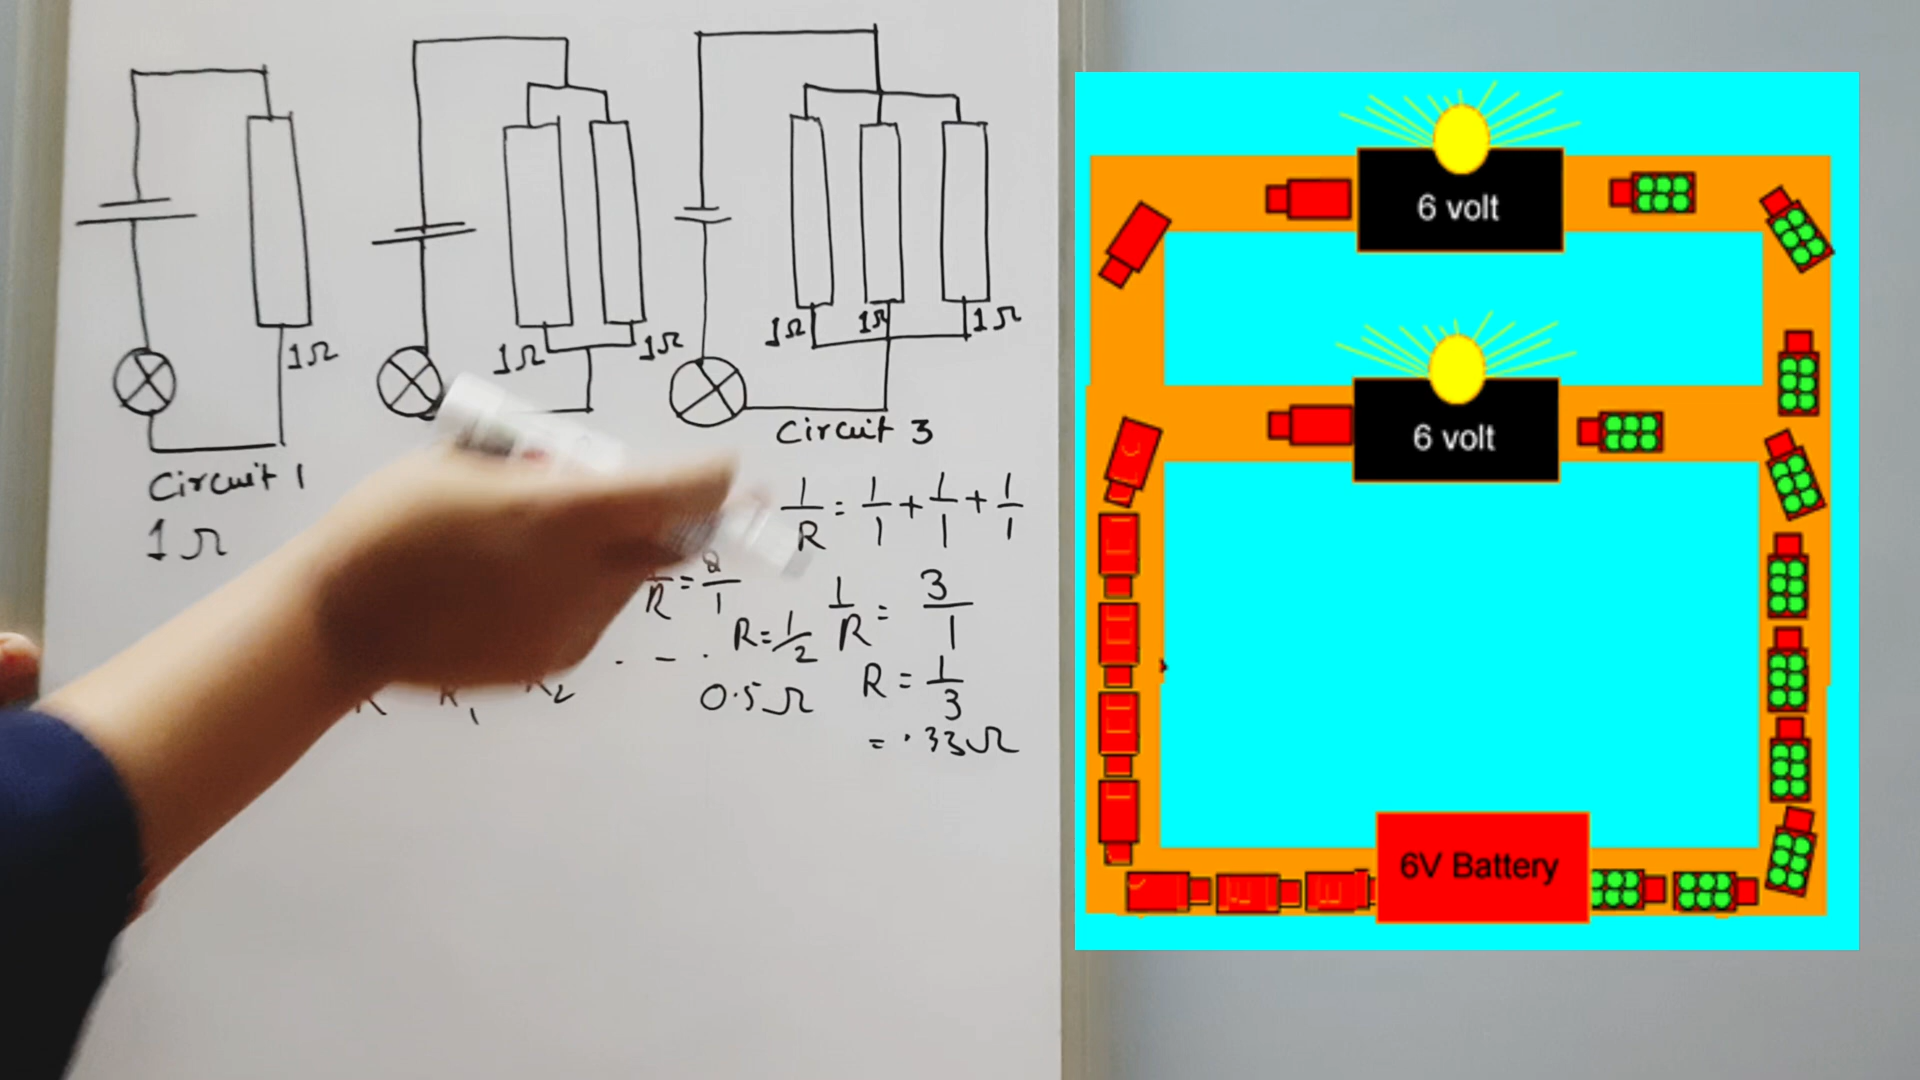 1Ω
Circuit 1
1Ω
1Ω
1Ω
1Ω
1Ω
1Ω
Circuit 3
1/R = 1/1 + 1/1 + 1/1
1/R = 3/1
R = 1/3
= .33Ω
R = 1/2
0.5Ω
6 volt
6 volt
6V Battery